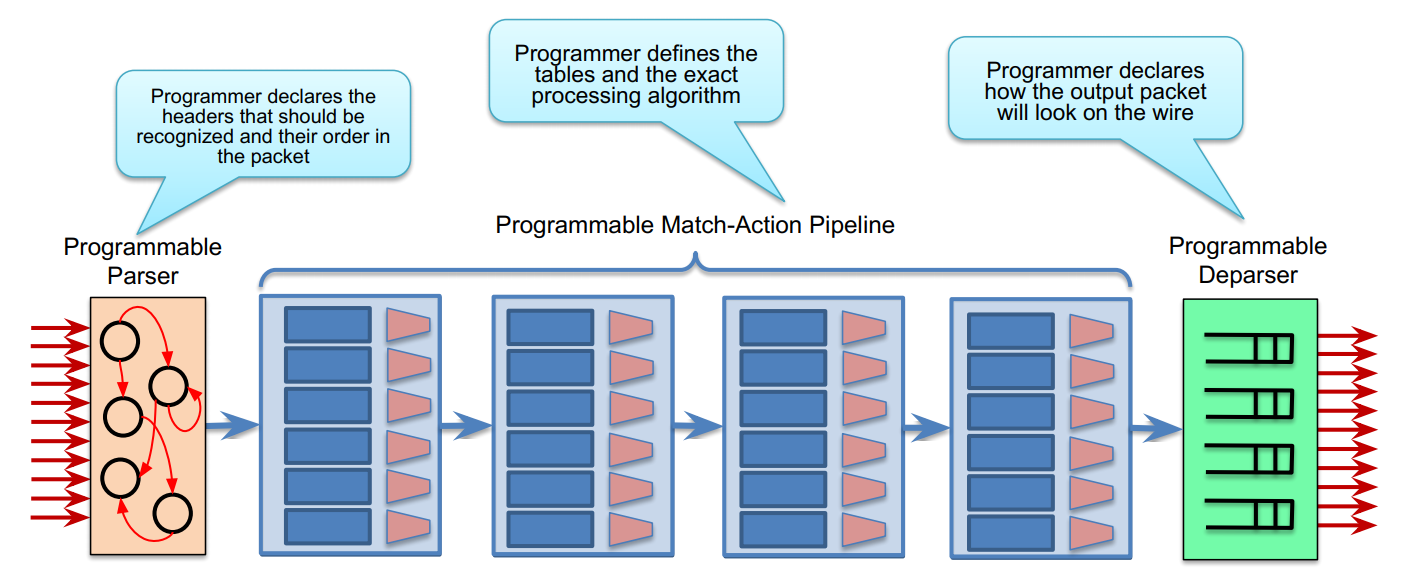 Programmer declares the
headers that should be
recognized and their order in
the packet
Programmer defines the
tables and the exact
processing algorithm
Programmer declares
how the output packet
will look on the wire
Programmable
Parser
Programmable Match-Action Pipeline
Programmable
Deparser